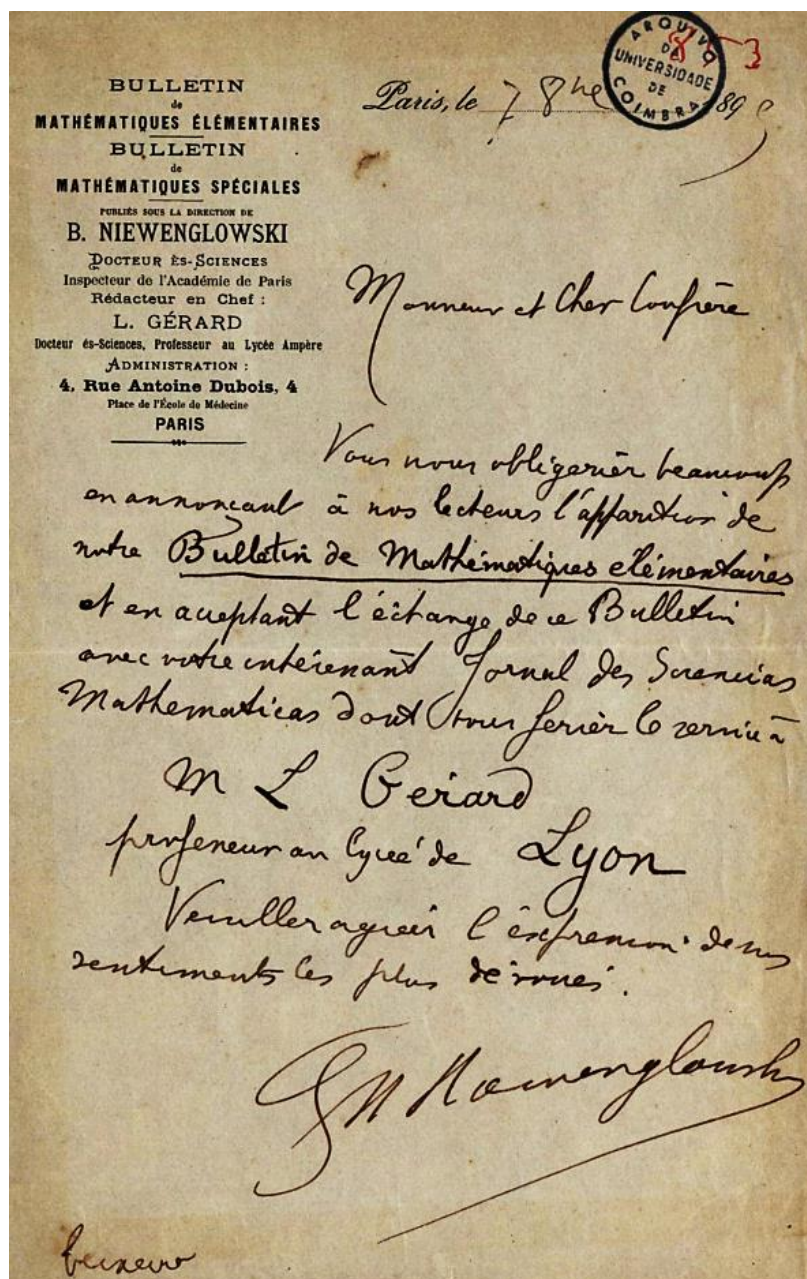 BULLETIN
de
MATHÉMATIQUES ÉLÉMENTAIRES
BULLETIN
de
MATHÉMATIQUES SPÉCIALES
PUBLIÉS SOUS LA DIRECTION DE
B. NIEWENGLOWSKI
DOCTEUR ÈS-SCIENCES
Inspecteur de l'Académie de Paris
Rédacteur en Chef :
L. GÉRARD
Docteur ès-Sciences, Professeur au Lycée Ampère
ADMINISTRATION :
4, Rue Antoine Dubois, 4
Place de l'École de Médecine
PARIS
Paris, le 7 8bre 189
ARQUIVO
DA
UNIVERSIDADE
DE
COIMBRA
Monsieur et Cher Confrère
Vous nous obligeriez beaucoup
en annonçant à nos lecteurs l'apparition de
notre Bulletin de Mathématiques elémentaires
et en acceptant l'échange de ce Bulletin
avec votre intéressant Jornal des Sciencias
Mathematicas dont vous feriez le service à
M L Gérard
professeur au lycée de Lyon
Veuillez agréer l'expression de nos
sentiments les plus dévoués.
Niewenglowski